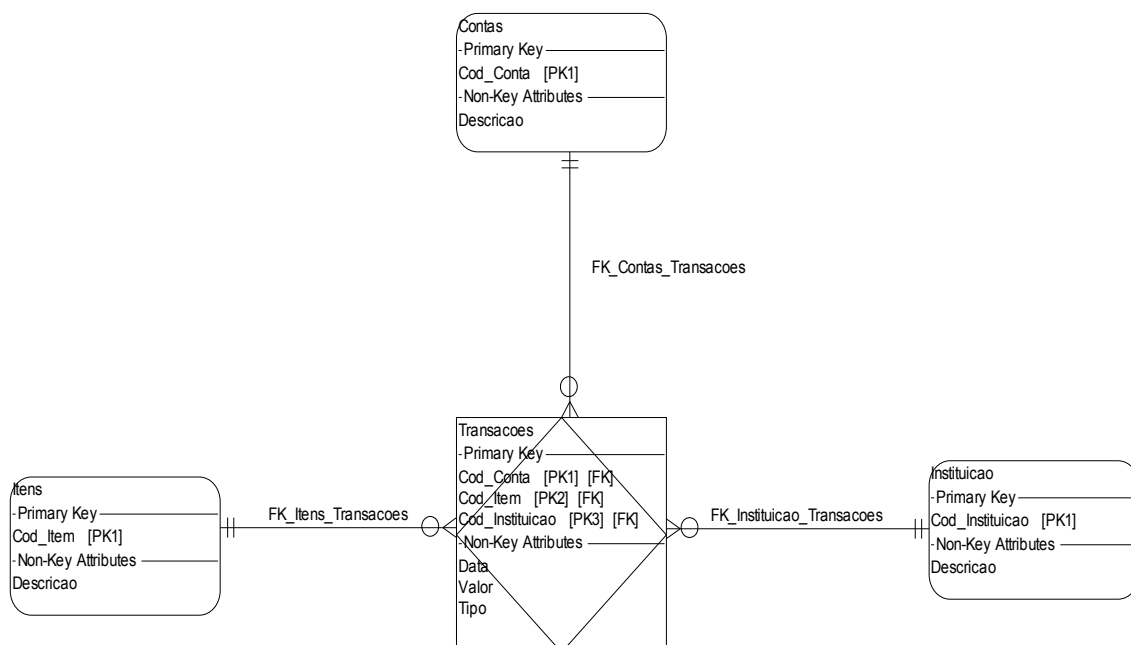 Contas
Primary Key
Cod_Conta [PK1]
Non-Key Attributes
Descricao
FK_Contas_Transacoes
Transacoes
Primary Key
Cod_Conta [PK1] [FK]
Cod_Item [PK2] [FK]
Cod_Instituicao [PK3] [FK]
Non-Key Attributes
Data
Valor
Tipo
Itens
Primary Key
Cod_Item [PK1]
Non-Key Attributes
Descricao
FK_Itens_Transacoes
FK_Instituicao_Transacoes
Instituicao
Primary Key
Cod_Instituicao [PK1]
Non-Key Attributes
Descricao